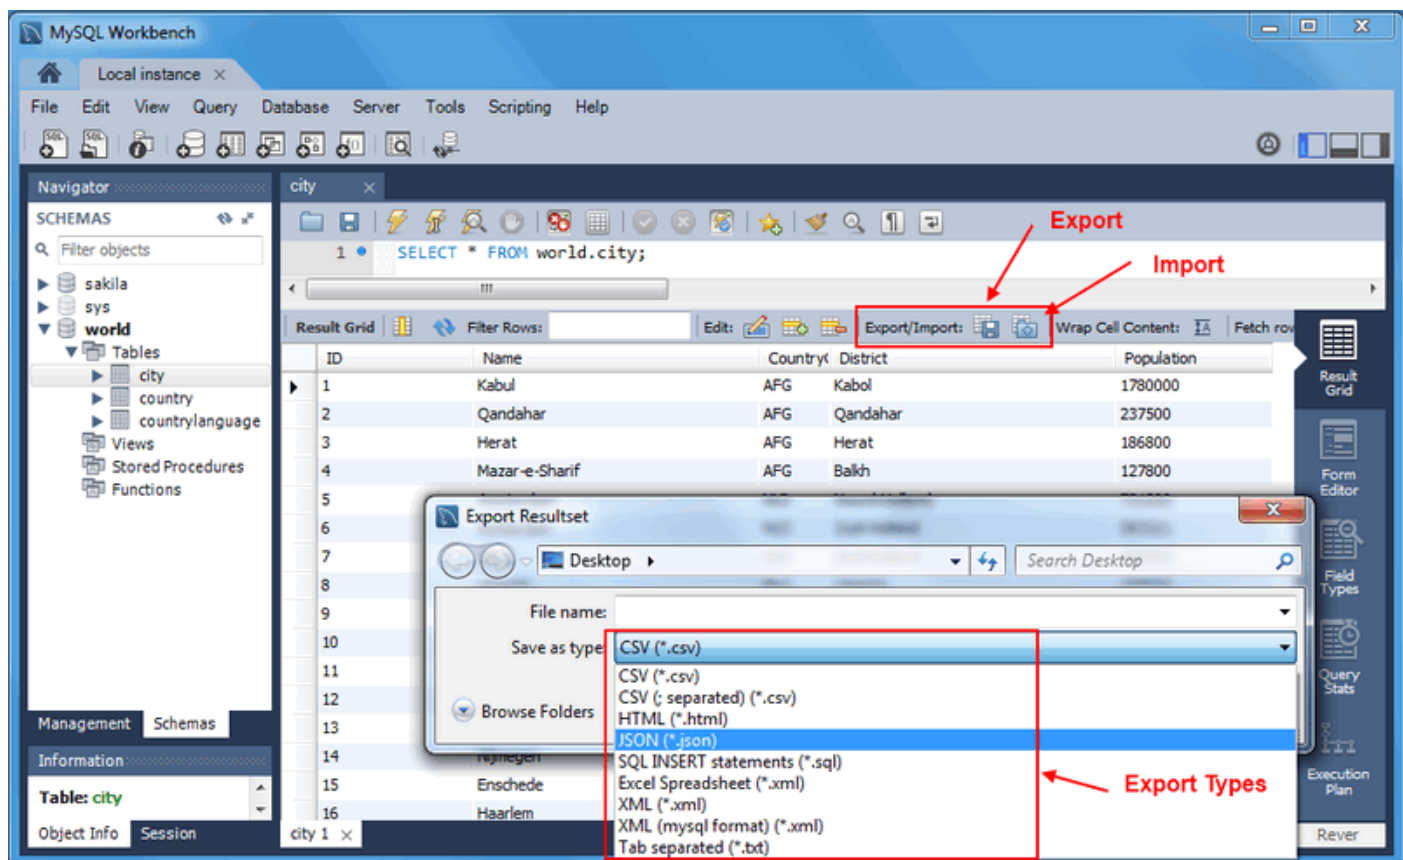 MySQL Workbench
Local instance
File Edit View Query Database Server Tools Scripting Help
Navigator
city
SCHEMAS
Filter objects
sakila
sys
world
Tables
city
country
countrylanguage
Views
Stored Procedures
Functions
Management Schemas
Information
Table: city
Object Info Session
1 SELECT * FROM world.city;
Export
Import
Result Grid Filter Rows: Edit: Export/Import: Wrap Cell Content: Fetch row
ID Name Country District Population
1 Kabul AFG Kabol 1780000
2 Qandahar AFG Qandahar 237500
3 Herat AFG Herat 186800
4 Mazar-e-Sharif AFG Balkh 127800
5
6
7
8
9
10
11
12
13
14 Nijmegen
15 Enschede
16 Haarlem
city 1
Export Resultset
Desktop
Search Desktop
File name:
Save as type CSV (*.csv)
Browse Folders
CSV (*.csv)
CSV (; separated) (*.csv)
HTML (*.html)
JSON (*.json)
SQL INSERT statements (*.sql)
Excel Spreadsheet (*.xml)
XML (*.xml)
XML (mysql format) (*.xml)
Tab separated (*.txt)
Export Types
Result
Grid
Form
Editor
Field
Types
Query
Stats
Execution
Plan
Rever